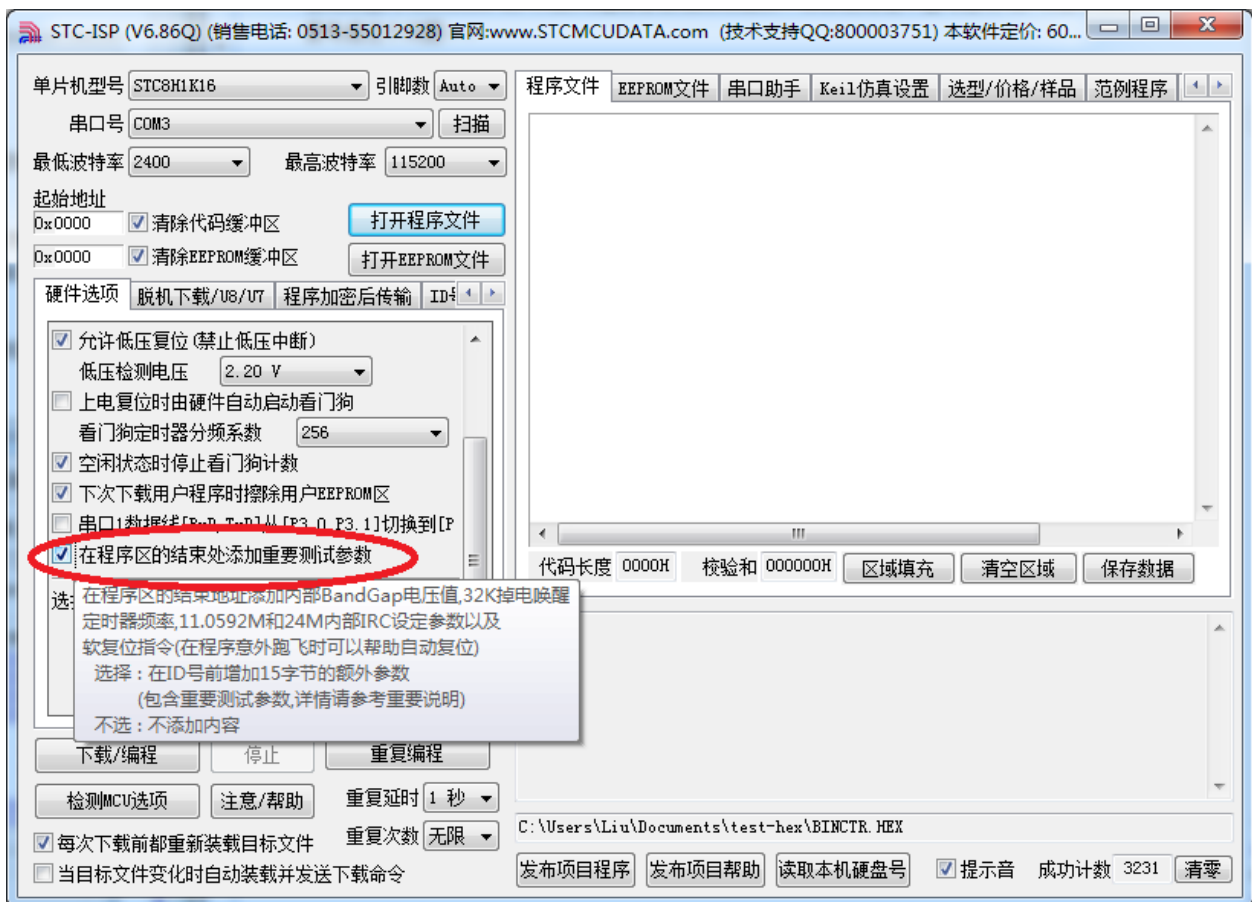 STC-ISP (V6.86Q) (销售电话: 0513-55012928) 官网:www.STCMCUDATA.com (技术支持QQ:800003751) 本软件定价: 60...
单片机型号 STC8H1K16 引脚数 Auto
串口号 COM3 扫描
最低波特率 2400 最高波特率 115200
起始地址
0x0000 清除代码缓冲区 打开程序文件
0x0000 清除EEPROM缓冲区 打开EEPROM文件
硬件选项 脱机下载/U8/U7 程序加密后传输 ID号
允许低压复位(禁止低压中断)
低压检测电压 2.20 V
上电复位时由硬件自动启动看门狗
看门狗定时器分频系数 256
空闲状态时停止看门狗计数
下次下载用户程序时擦除用户EEPROM区
串口1数据线[RxD,TxD]从[P3.0,P3.1]切换到[P
在程序区的结束处添加重要测试参数
选
在程序区的结束地址添加内部BandGap电压值,32K掉电唤醒
定时器频率,11.0592M和24M内部IRC设定参数以及
软复位指令(在程序意外跑飞时可以帮助自动复位)
选择 : 在ID号前增加15字节的额外参数
(包含重要测试参数,详情请参考重要说明)
不选 : 不添加内容
下载/编程 停止 重复编程
检测MCU选项 注意/帮助 重复延时 1 秒
每次下载前都重新装载目标文件 重复次数 无限
当目标文件变化时自动装载并发送下载命令
程序文件 EEPROM文件 串口助手 Keil仿真设置 选型/价格/样品 范例程序
代码长度 0000H 校验和 000000H 区域填充 清空区域 保存数据
C:\Users\Liu\Documents\test-hex\BINCTR.HEX
发布项目程序 发布项目帮助 读取本机硬盘号 提示音 成功计数 3231 清零